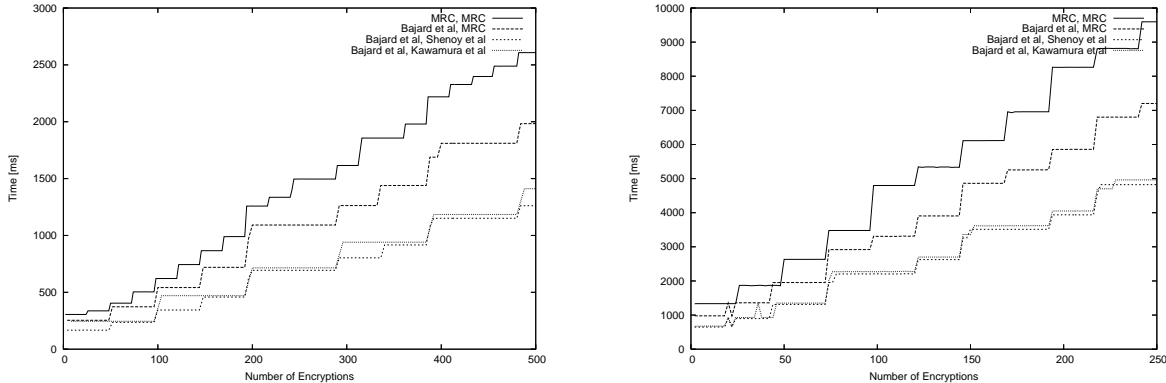 3000
2500
2000
1500
1000
500
0
Time [ms]
MRC, MRC
Bajard et al, MRC
Bajard et al, Shenoy et al
Bajard et al, Kawamura et al
0 100 200 300 400 500
Number of Encryptions
10000
9000
8000
7000
6000
5000
4000
3000
2000
1000
0
Time [ms]
MRC, MRC
Bajard et al, MRC
Bajard et al, Shenoy et al
Bajard et al, Kawamura et al
0 50 100 150 200 250
Number of Encryptions